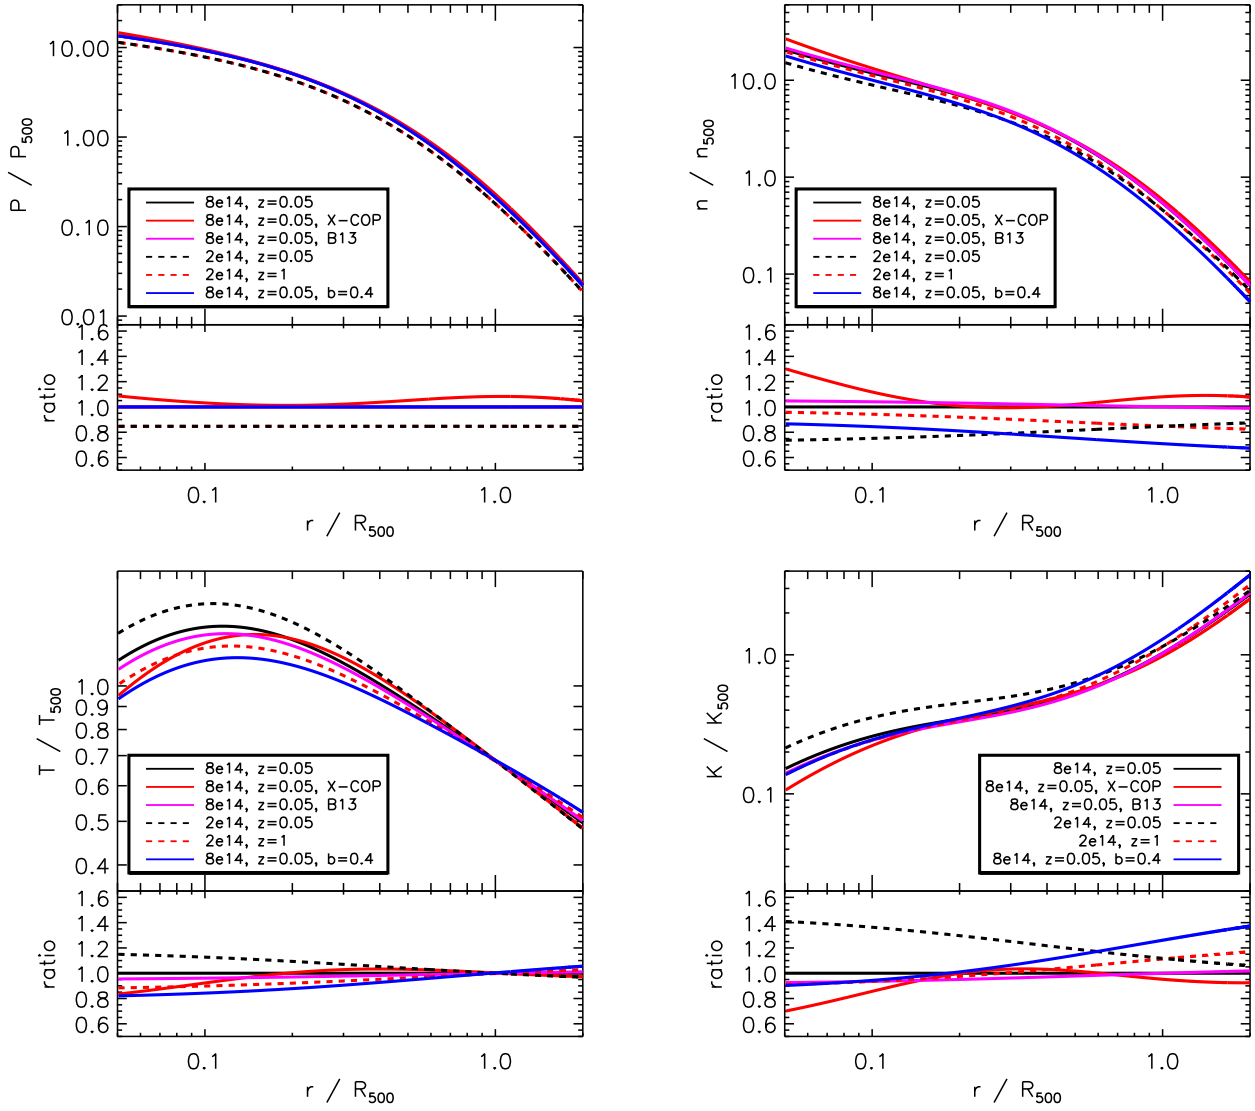 10.00
1.00
0.10
0.01
P / P500
8e14, z=0.05
8e14, z=0.05, X-COP
8e14, z=0.05, B13
2e14, z=0.05
2e14, z=1
8e14, z=0.05, b=0.4
1.6
1.4
1.2
1.0
0.8
0.6
ratio
0.1
1.0
r / R500
10.0
1.0
0.1
n / n500
8e14, z=0.05
8e14, z=0.05, X-COP
8e14, z=0.05, B13
2e14, z=0.05
2e14, z=1
8e14, z=0.05, b=0.4
1.6
1.4
1.2
1.0
0.8
0.6
ratio
0.1
1.0
r / R500
1.0
0.9
0.8
0.7
0.6
0.5
0.4
T / T500
8e14, z=0.05
8e14, z=0.05, X-COP
8e14, z=0.05, B13
2e14, z=0.05
2e14, z=1
8e14, z=0.05, b=0.4
1.6
1.4
1.2
1.0
0.8
0.6
ratio
0.1
1.0
r / R500
1.0
0.1
K / K500
8e14, z=0.05
8e14, z=0.05, X-COP
8e14, z=0.05, B13
2e14, z=0.05
2e14, z=1
8e14, z=0.05, b=0.4
1.6
1.4
1.2
1.0
0.8
0.6
ratio
0.1
1.0
r / R500